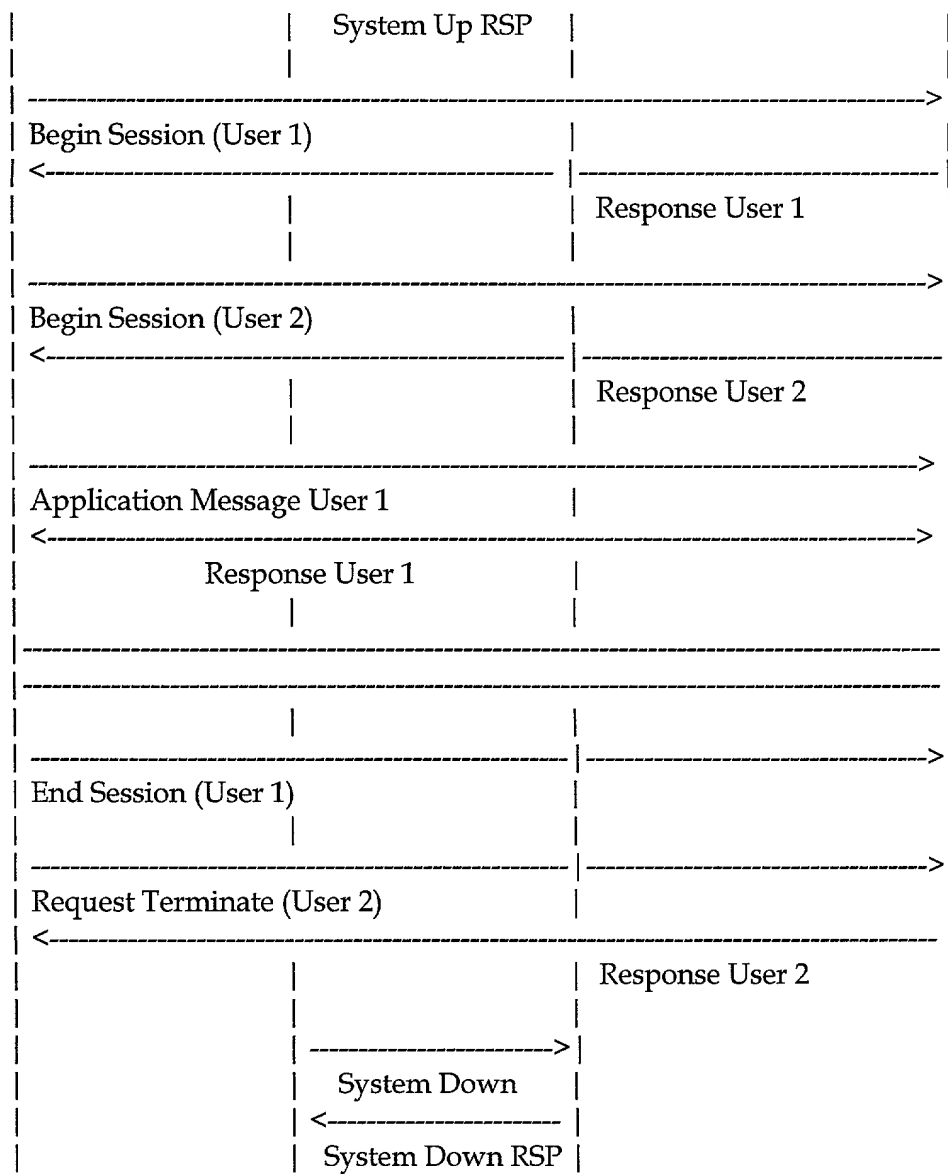 System Up RSP
Begin Session (User 1)
Response User 1
Begin Session (User 2)
Response User 2
Application Message User 1
Response User 1
End Session (User 1)
Request Terminate (User 2)
Response User 2
System Down
System Down RSP